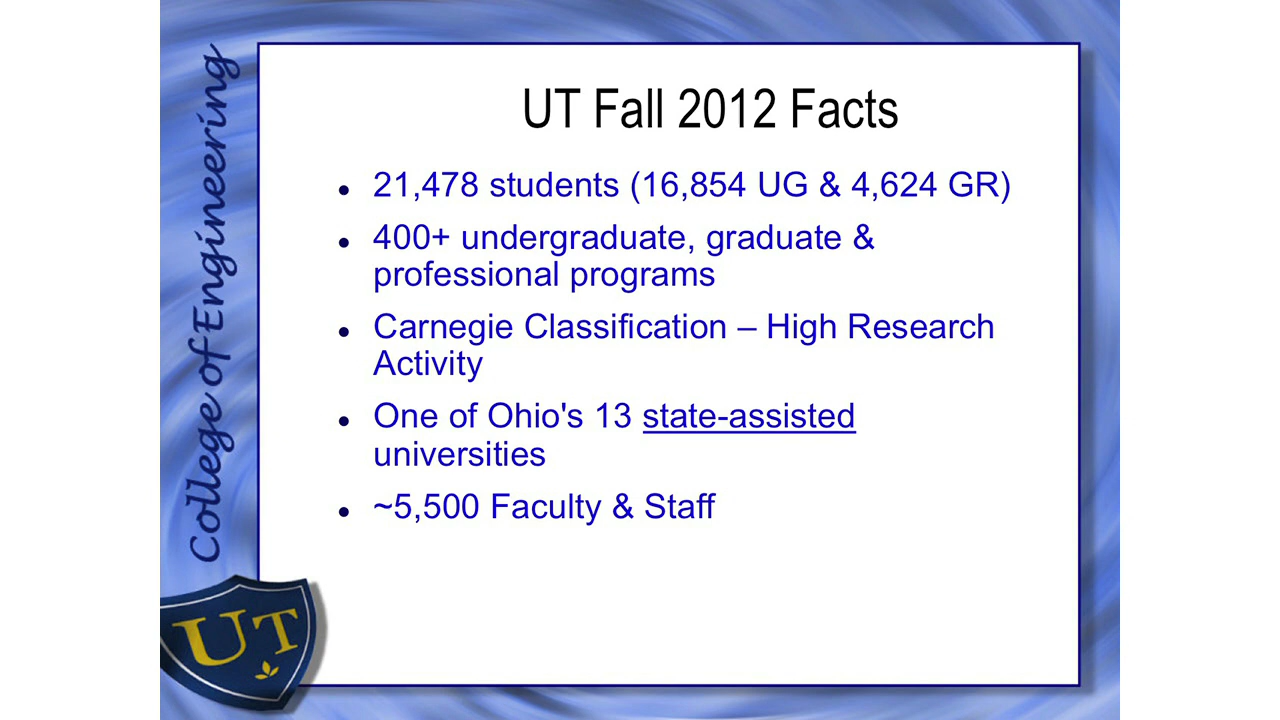 UT Fall 2012 Facts
● 21,478 students (16,854 UG & 4,624 GR)
● 400+ undergraduate, graduate &
professional programs
● Carnegie Classification – High Research
Activity
● One of Ohio's 13 state-assisted
universities
● ~5,500 Faculty & Staff
College of Engineering
UT